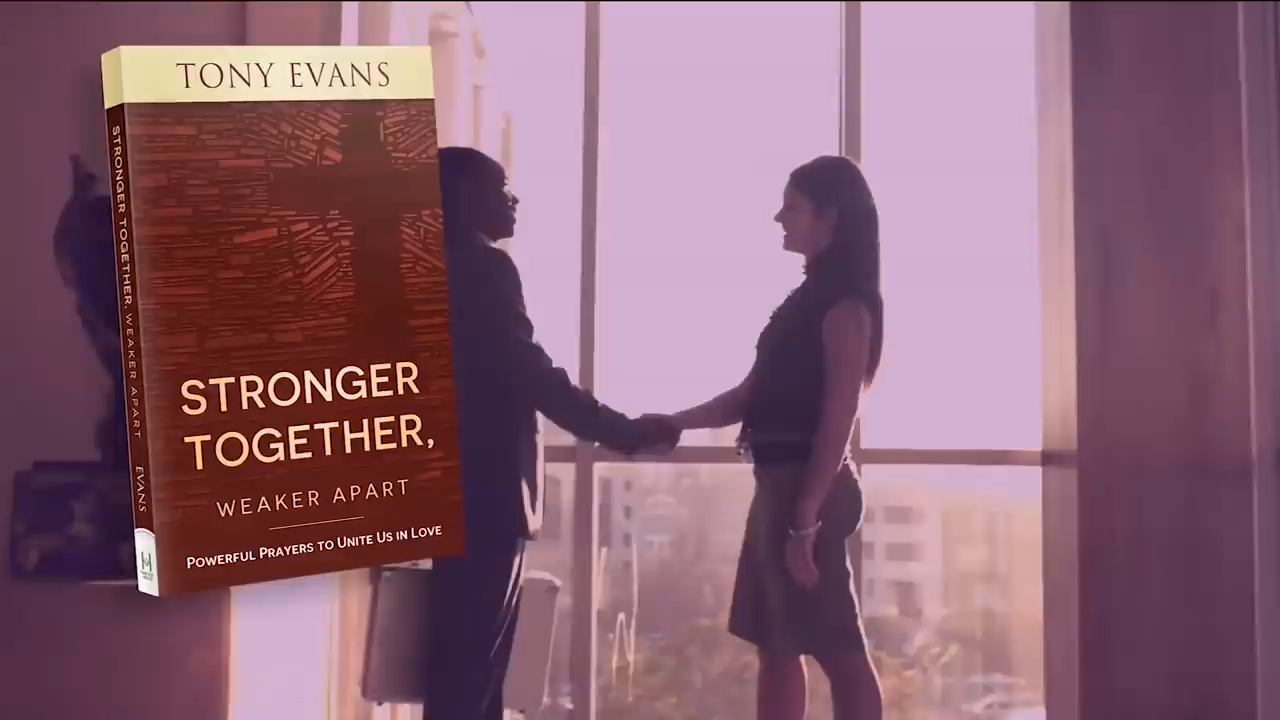 TONY EVANS
STRONGER
TOGETHER,
WEAKER APART
POWERFUL PRAYERS TO UNITE US IN LOVE
STRONGER TOGETHER, WEAKER APART EVANS